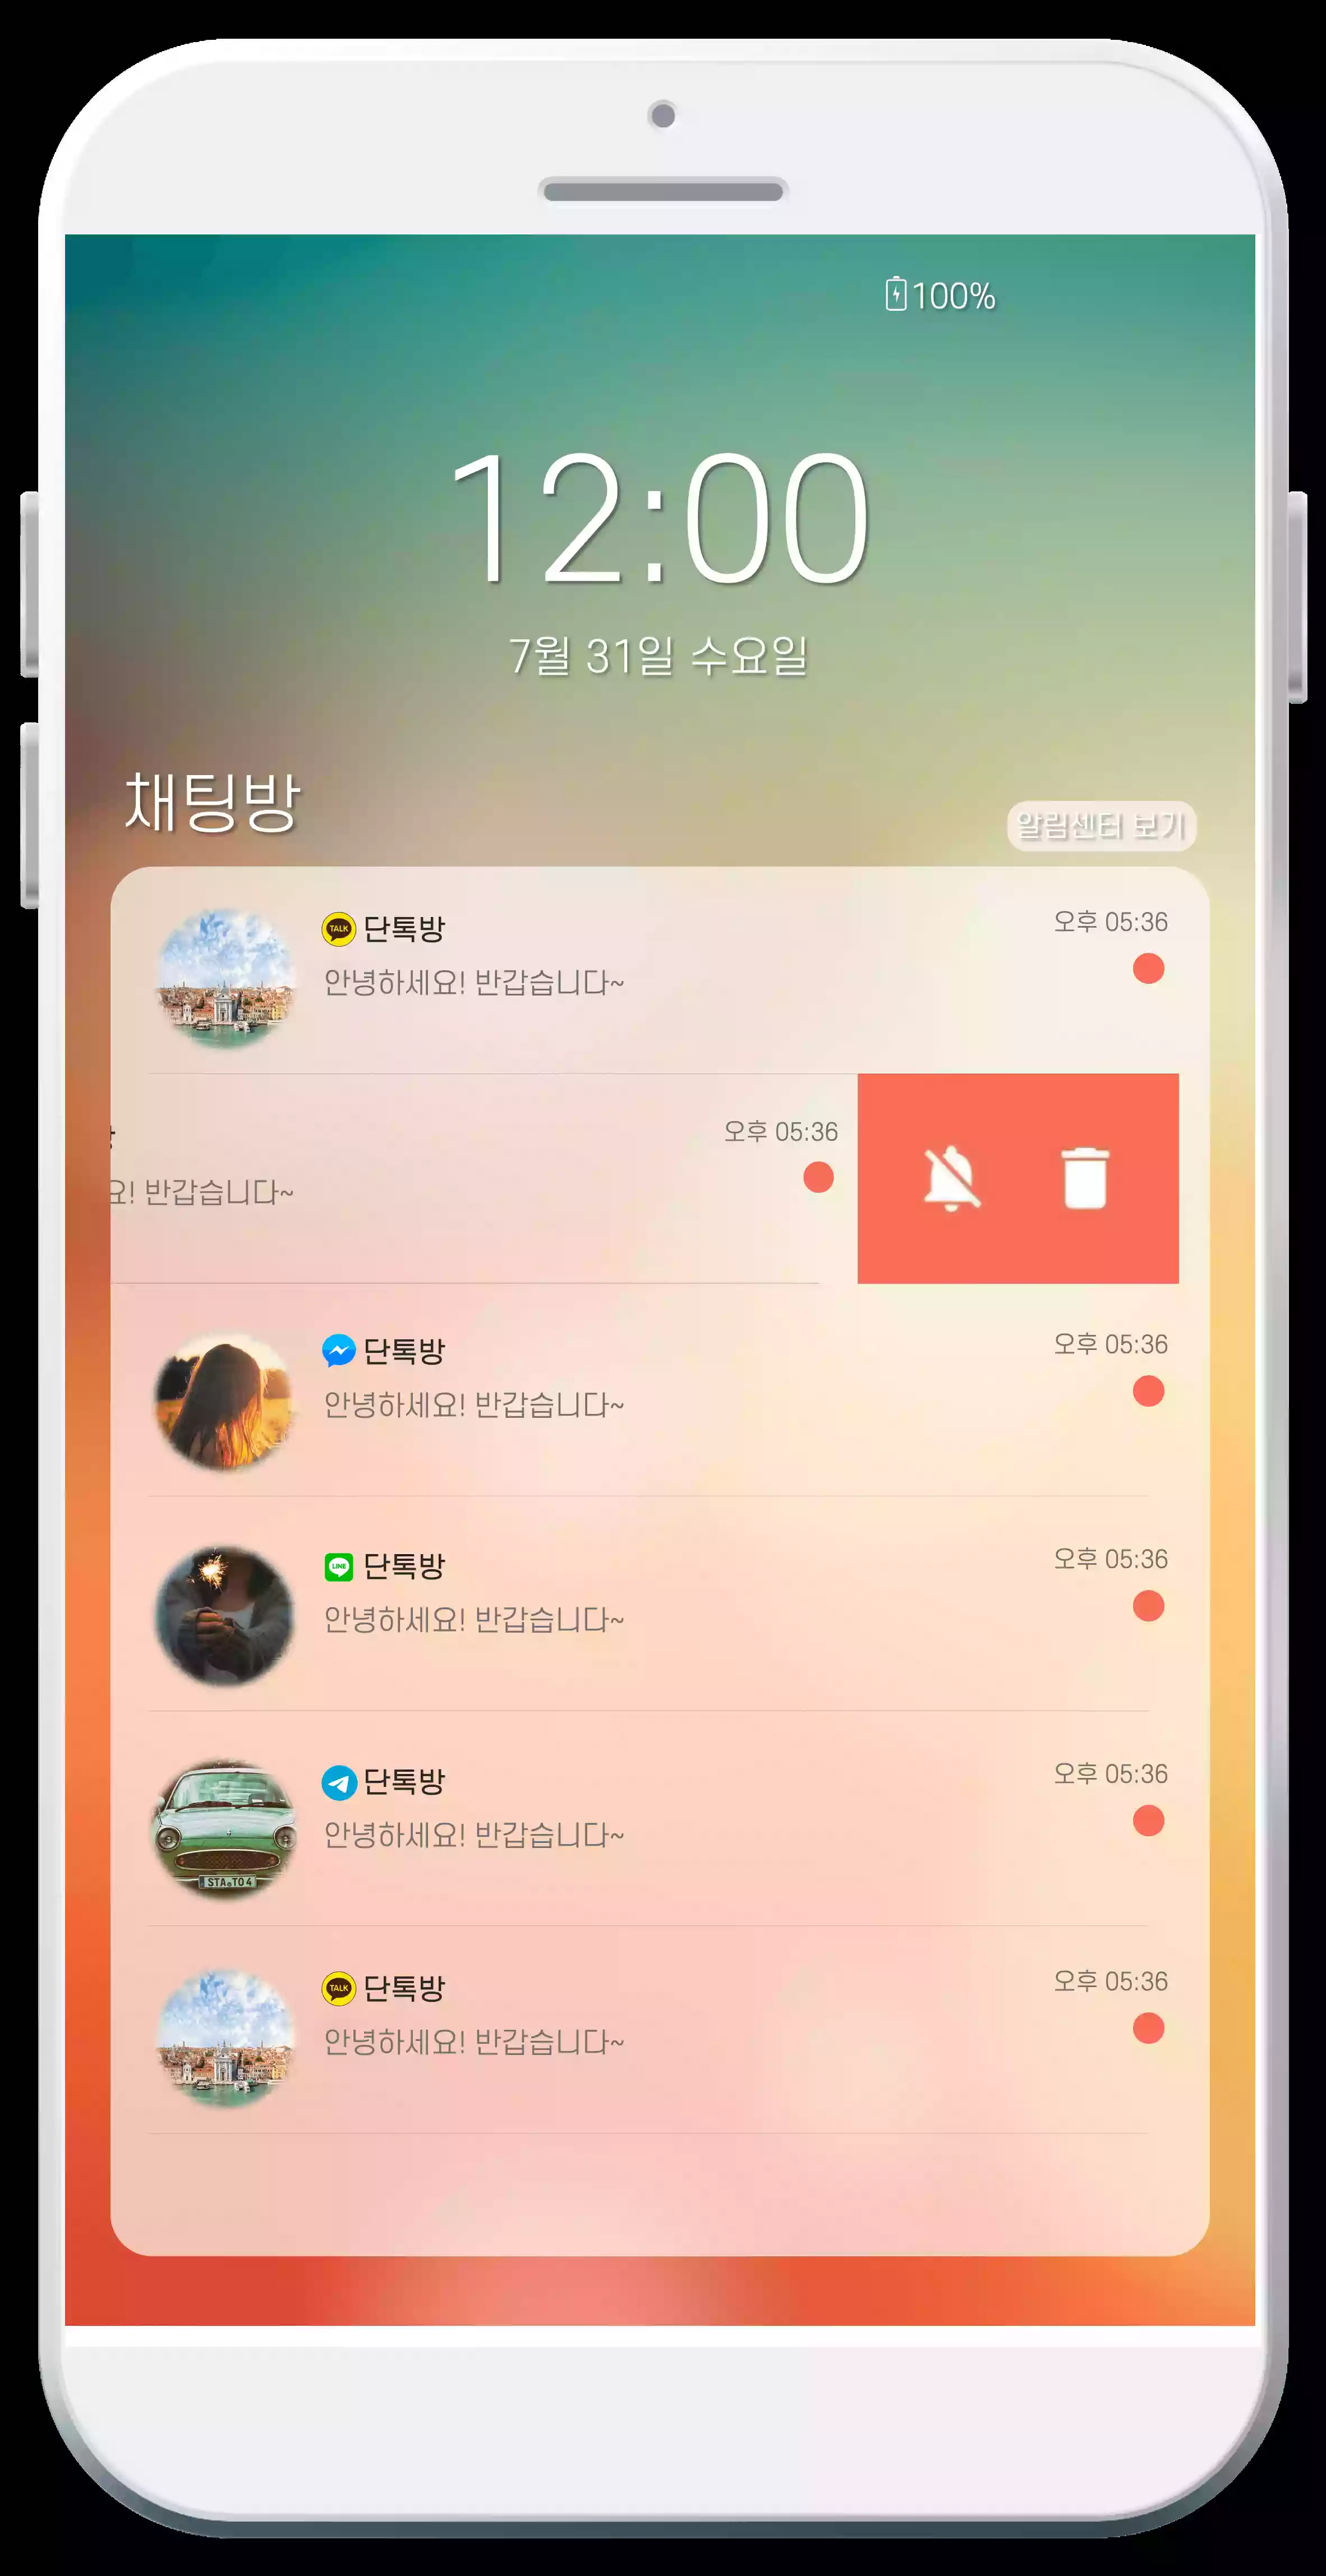 100%
12:00
7월 31일 수요일
채팅방
알림센터 보기
TALK 단톡방
오후 05:36
안녕하세요! 반갑습니다~
오후 05:36
요! 반갑습니다~
단톡방
오후 05:36
안녕하세요! 반갑습니다~
LINE 단톡방
오후 05:36
안녕하세요! 반갑습니다~
단톡방
오후 05:36
안녕하세요! 반갑습니다~
TALK 단톡방
오후 05:36
안녕하세요! 반갑습니다~